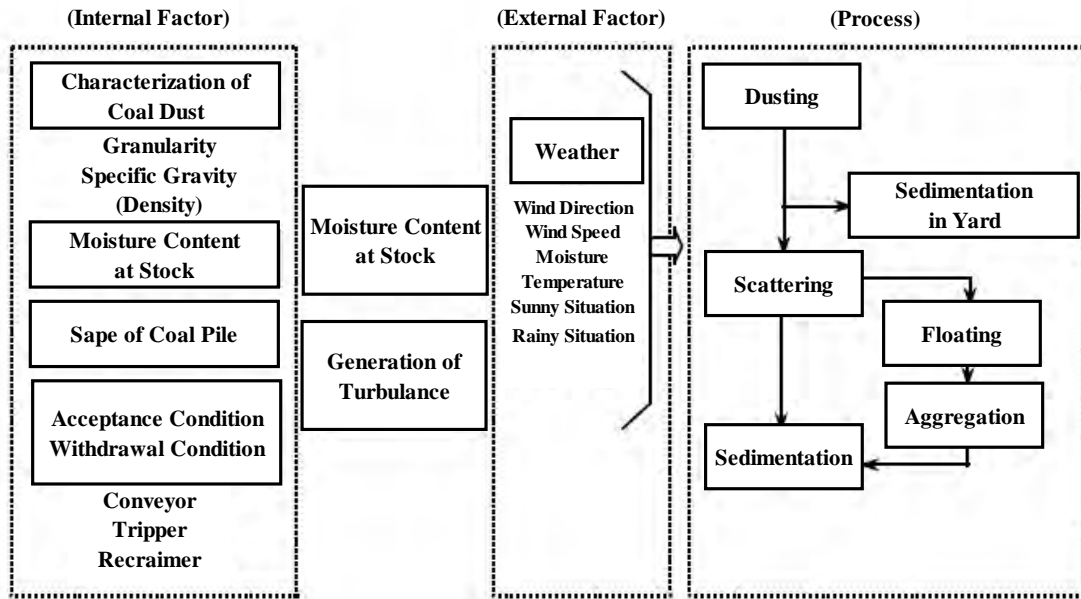 (Internal Factor)
Characterization of
Coal Dust
Granularity
Specific Gravity
(Density)
Moisture Content
at Stock
Sape of Coal Pile
Acceptance Condition
Withdrawal Condition
Conveyor
Tripper
Recraimer
Moisture Content
at Stock
Generation of
Turbulance
(External Factor)
Weather
Wind Direction
Wind Speed
Moisture
Temperature
Sunny Situation
Rainy Situation
(Process)
Dusting
Sedimentation
in Yard
Scattering
Floating
Aggregation
Sedimentation